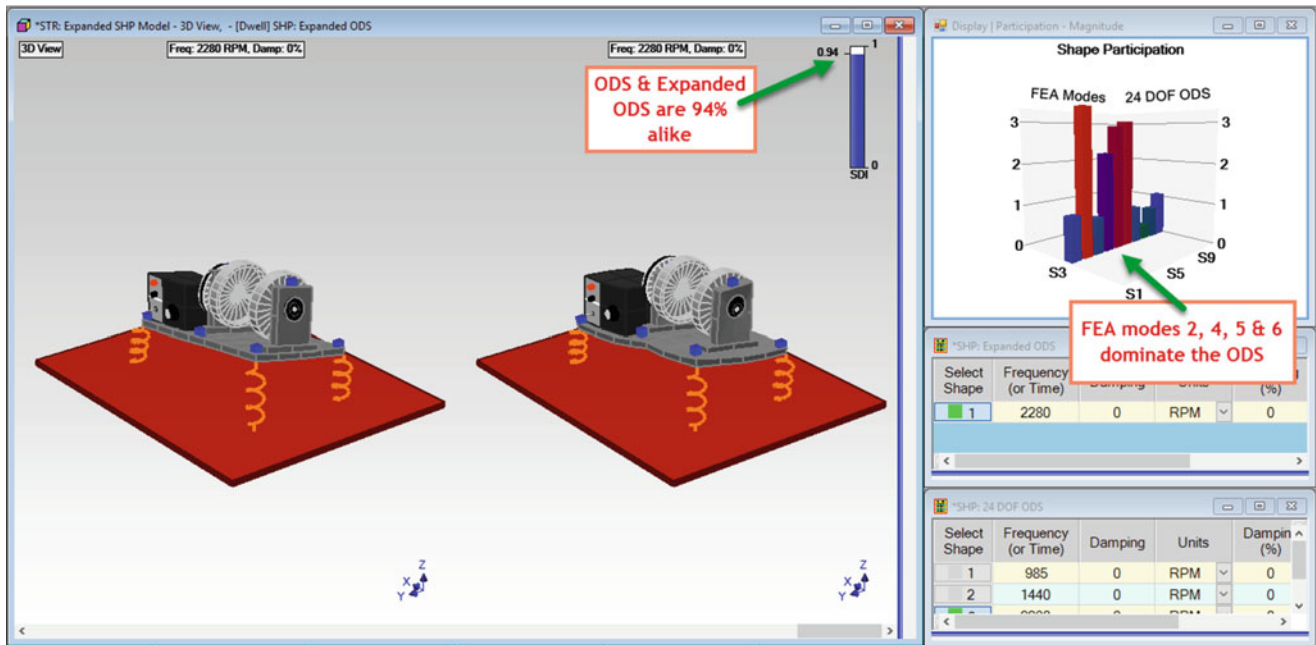 *STR: Expanded SHP Model - 3D View, - [Dwell] SHP: Expanded ODS
3D View
Freq: 2280 RPM, Damp: 0%
Freq: 2280 RPM, Damp: 0%
1
0.94
0
SDI
ODS & Expanded
ODS are 94%
alike
Z
X
Y
Z
X
Y
Display | Participation - Magnitude
Shape Participation
FEA Modes
24 DOF ODS
3
2
1
0
3
2
1
0
S3
S1
S5
S9
FEA modes 2, 4, 5 & 6
dominate the ODS
*SHP: Expanded ODS
Select
Shape
Frequency
(or Time)
(%)
1
2280
0
RPM
0
*SHP: 24 DOF ODS
Select
Shape
Frequency
(or Time)
Damping
Units
Dampin
(%)
1
985
0
RPM
0
2
1440
0
RPM
0